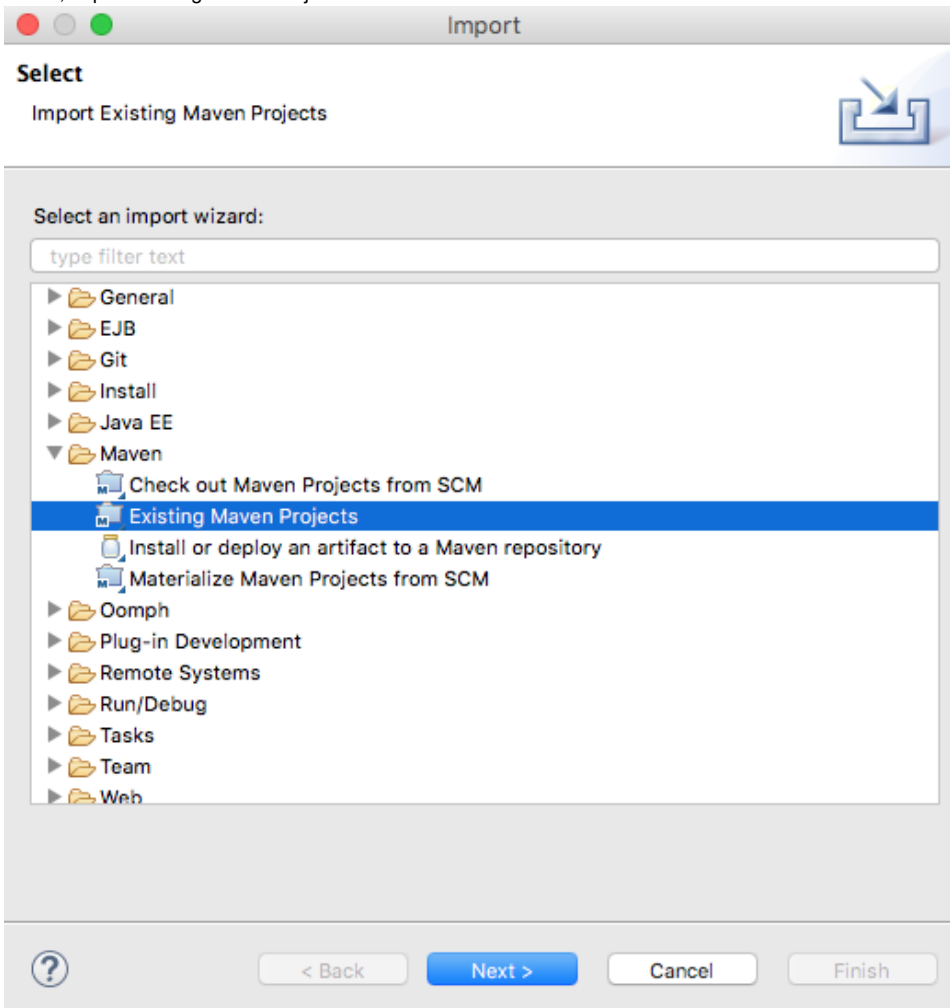 Import
Select
Import Existing Maven Projects
Select an import wizard:
type filter text
General
EJB
Git
Install
Java EE
Maven
Check out Maven Projects from SCM
Existing Maven Projects
Install or deploy an artifact to a Maven repository
Materialize Maven Projects from SCM
Oomph
Plug-in Development
Remote Systems
Run/Debug
Tasks
Team
Web
? < Back Next > Cancel Finish